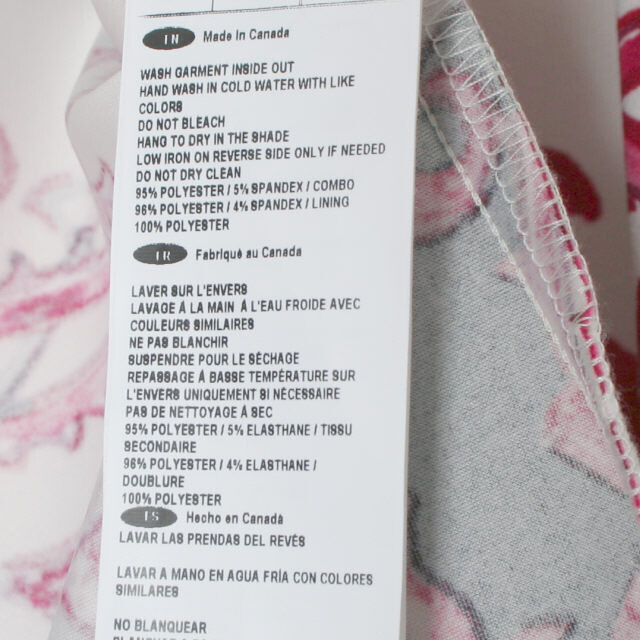 EN Made In Canada
WASH GARMENT INSIDE OUT
HAND WASH IN COLD WATER WITH LIKE
COLORS
DO NOT BLEACH
HANG TO DRY IN THE SHADE
LOW IRON ON REVERSE SIDE ONLY IF NEEDED
DO NOT DRY CLEAN
95% POLYESTER / 5% SPANDEX / COMBO
96% POLYESTER / 4% SPANDEX / LINING
100% POLYESTER
FR Fabriqué au Canada
LAVER SUR L'ENVERS
LAVAGE Á LA MAIN Á L'EAU FROIDE AVEC
COULEURS SIMILAIRES
NE PAS BLANCHIR
SUSPENDRE POUR LE SÉCHAGE
REPASSAGE Á BASSE TEMPÉRATURE SUR
L'ENVERS UNIQUEMENT SI NÉCESSAIRE
PAS DE NETTOYAGE Á SEC
95% POLYESTER / 5% ELASTHANE / TISSU
SECONDAIRE
96% POLYESTER / 4% ELASTHANE /
DOUBLURE
100% POLYESTER
ES Hecho en Canadá
LAVAR LAS PRENDAS DEL REVÉS
LAVAR A MANO EN AGUA FRÍA CON COLORES
SIMILARES
NO BLANQUEAR